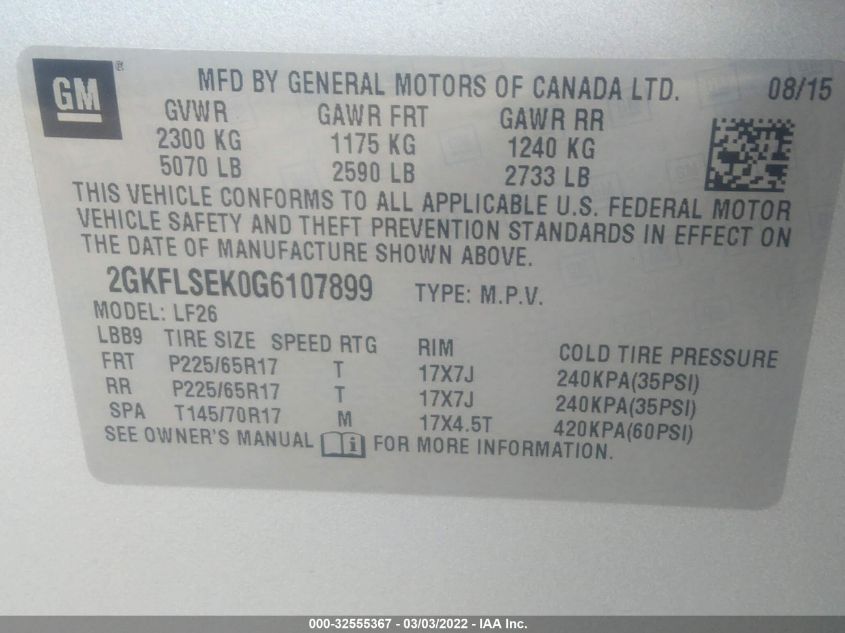 GM ®
MFD BY GENERAL MOTORS OF CANADA LTD. 08/15
GVWR GAWR FRT GAWR RR
2300 KG 1175 KG 1240 KG
5070 LB 2590 LB 2733 LB
THIS VEHICLE CONFORMS TO ALL APPLICABLE U.S. FEDERAL MOTOR
VEHICLE SAFETY AND THEFT PREVENTION STANDARDS IN EFFECT ON
THE DATE OF MANUFACTURE SHOWN ABOVE.
2GKFLSEK0G6107899 TYPE: M.P.V.
MODEL: LF26
LBB9 TIRE SIZE SPEED RTG RIM COLD TIRE PRESSURE
FRT P225/65R17 T 17X7J 240KPA(35PSI)
RR P225/65R17 T 17X7J 240KPA(35PSI)
SPA T145/70R17 M 17X4.5T 420KPA(60PSI)
SEE OWNER'S MANUAL i FOR MORE INFORMATION.
000-32555367 - 03/03/2022 - IAA Inc.